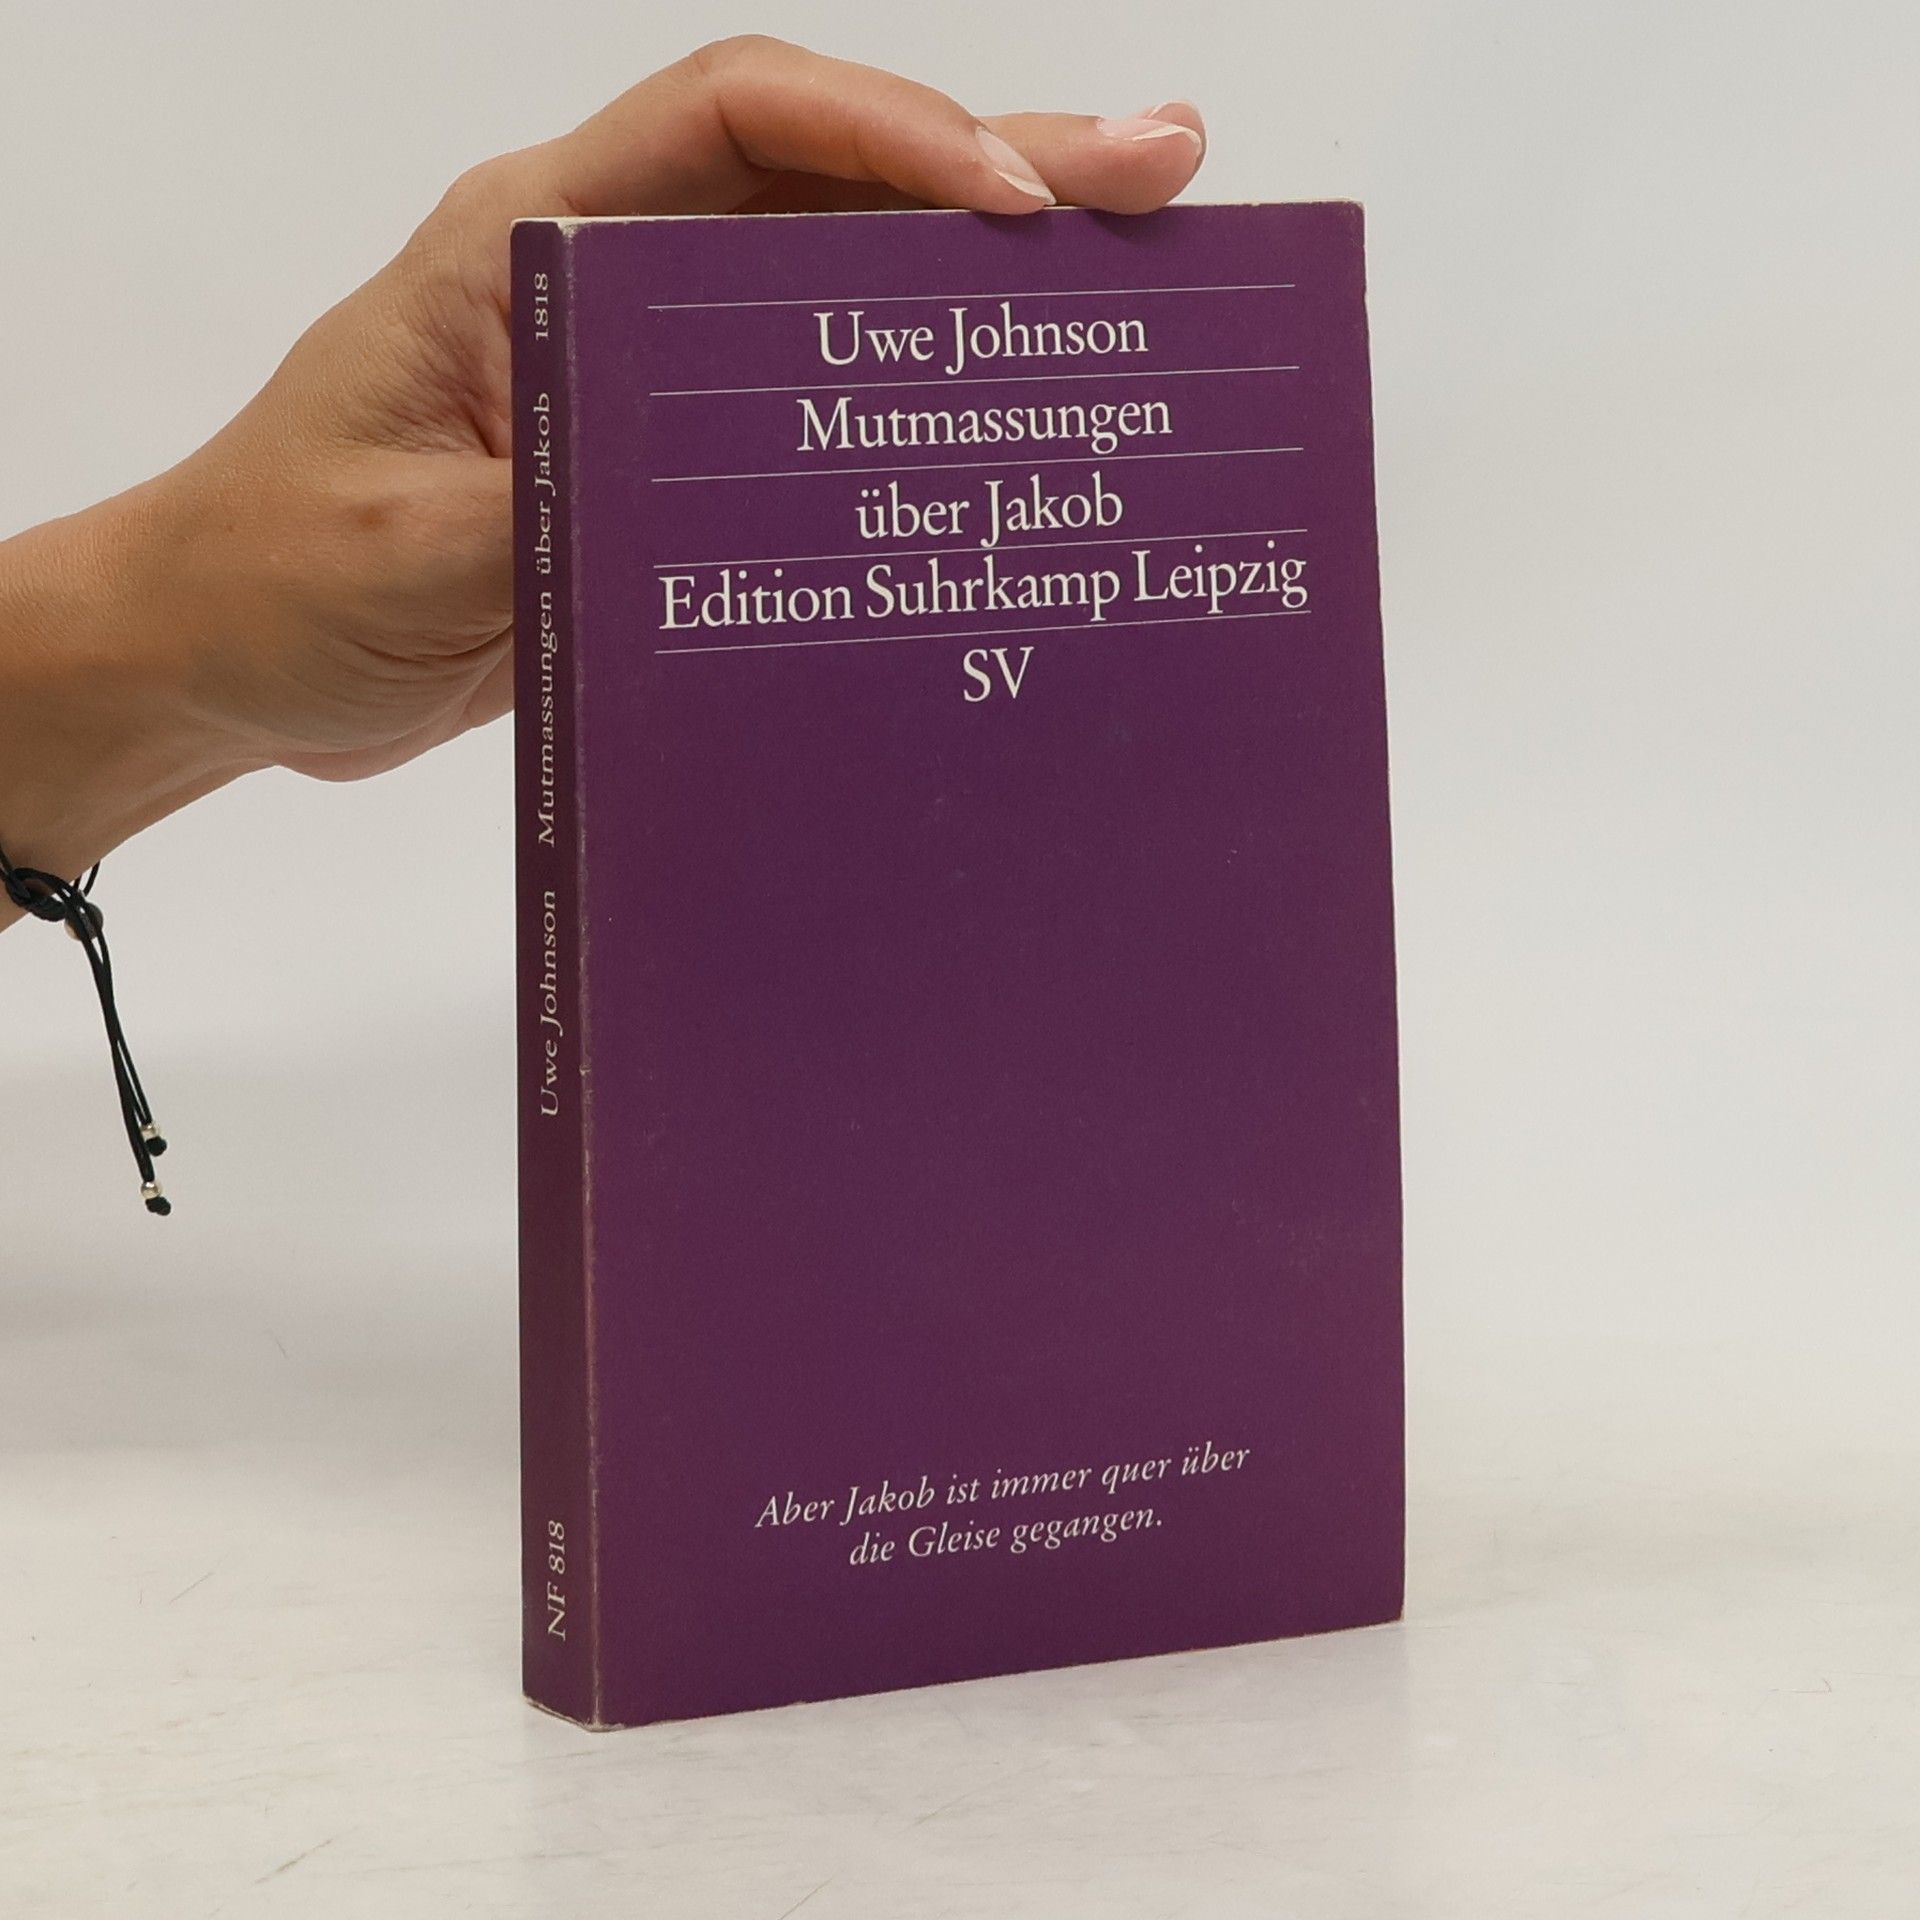 Uwe Johnson
Mutmassungen
über Jakob
Edition Suhrkamp Leipzig
SV
Aber Jakob ist immer quer über
die Gleise gegangen.
Uwe Johnson Mutmassungen über Jakob 1818
NF 818